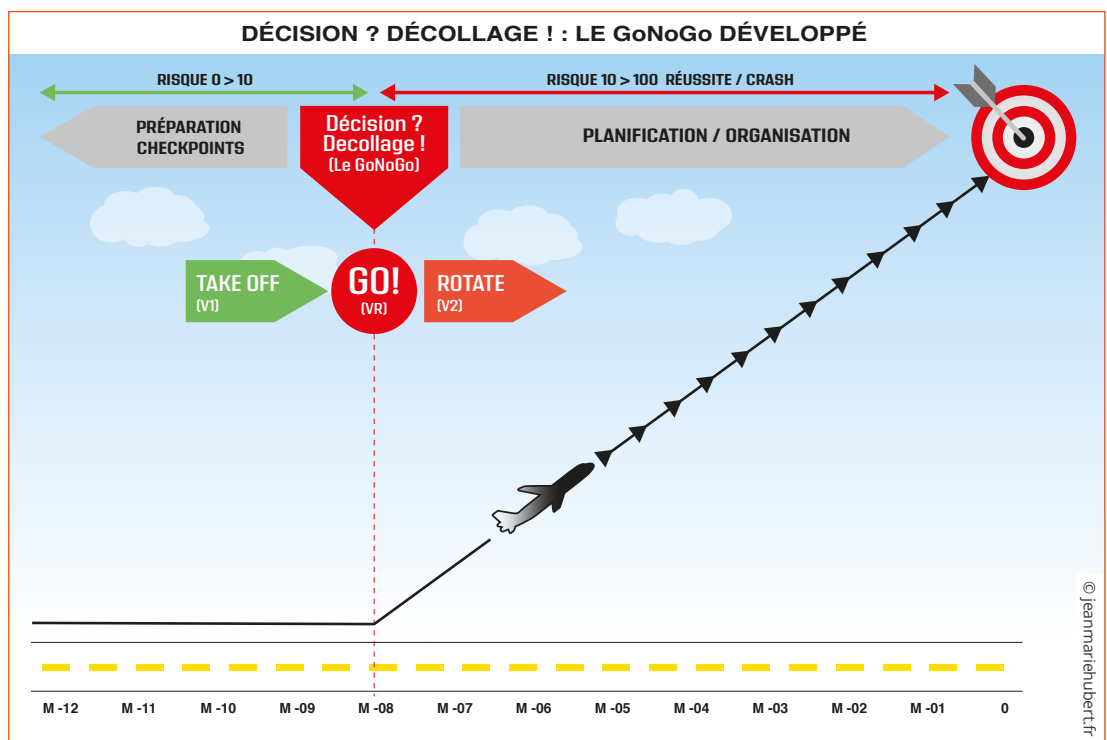 DÉCISION ? DÉCOLLAGE ! : LE GoNoGo DÉVELOPPÉ
RISQUE 0 > 10
RISQUE 10 > 100 RÉUSSITE / CRASH
PRÉPARATION
CHECKPOINTS
Décision ?
Decollage !
(Le GoNoGo)
PLANIFICATION / ORGANISATION
TAKE OFF
(V1)
GO!
(VR)
ROTATE
(V2)
© jeanmariehubert.fr
M -12 M -11 M -10 M -09 M -08 M -07 M -06 M -05 M -04 M -03 M -02 M -01 0